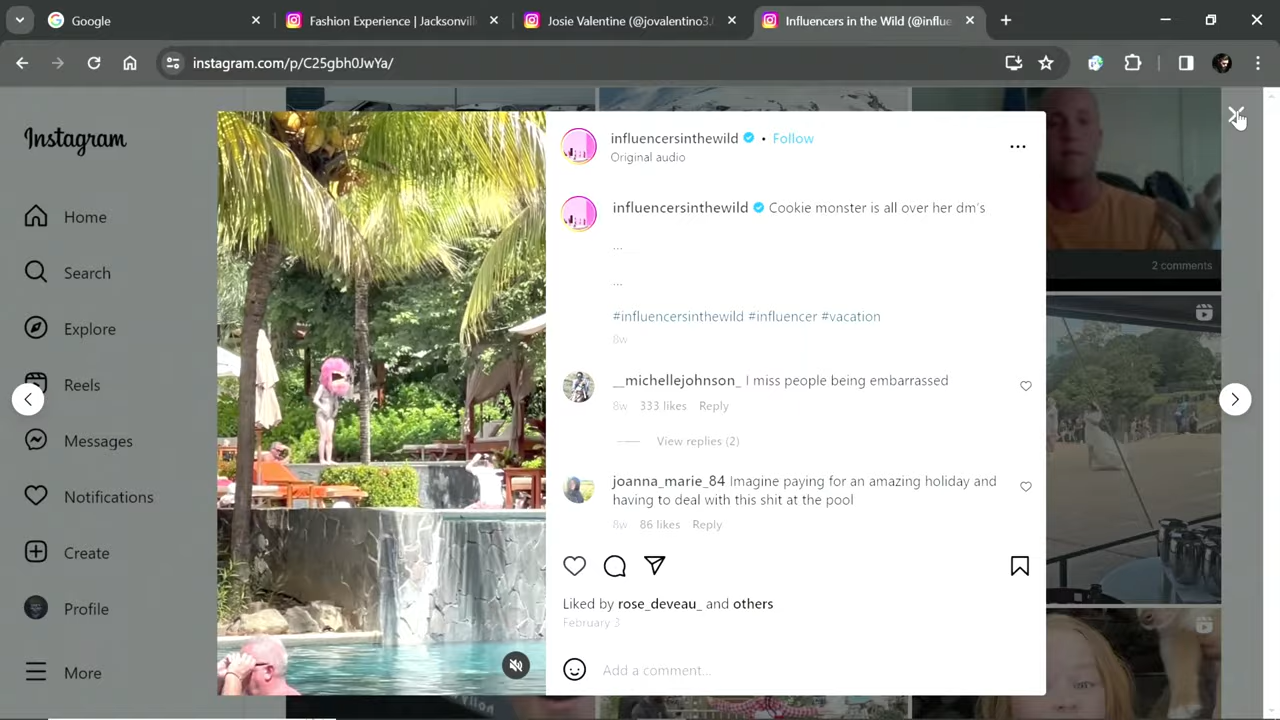 Google
Fashion Experience | Jacksonvill
Josie Valentine (@jovalentino3.
Influencers in the Wild (@influe
instagram.com/p/C25gbh0JwYa/
Instagram
Home
Search
Explore
Reels
Messages
Notifications
Create
Profile
More
influencersinthewild • Follow
Original audio
influencersinthewild Cookie monster is all over her dm's
...
...
#influencersinthewild #influencer #vacation
8w
__michellejohnson_ I miss people being embarrassed
8w 333 likes Reply
View replies (2)
joanna_marie_84 Imagine paying for an amazing holiday and
having to deal with this shit at the pool
8w 86 likes Reply
Liked by rose_deveau_ and others
February 3
Add a comment...
2 comments